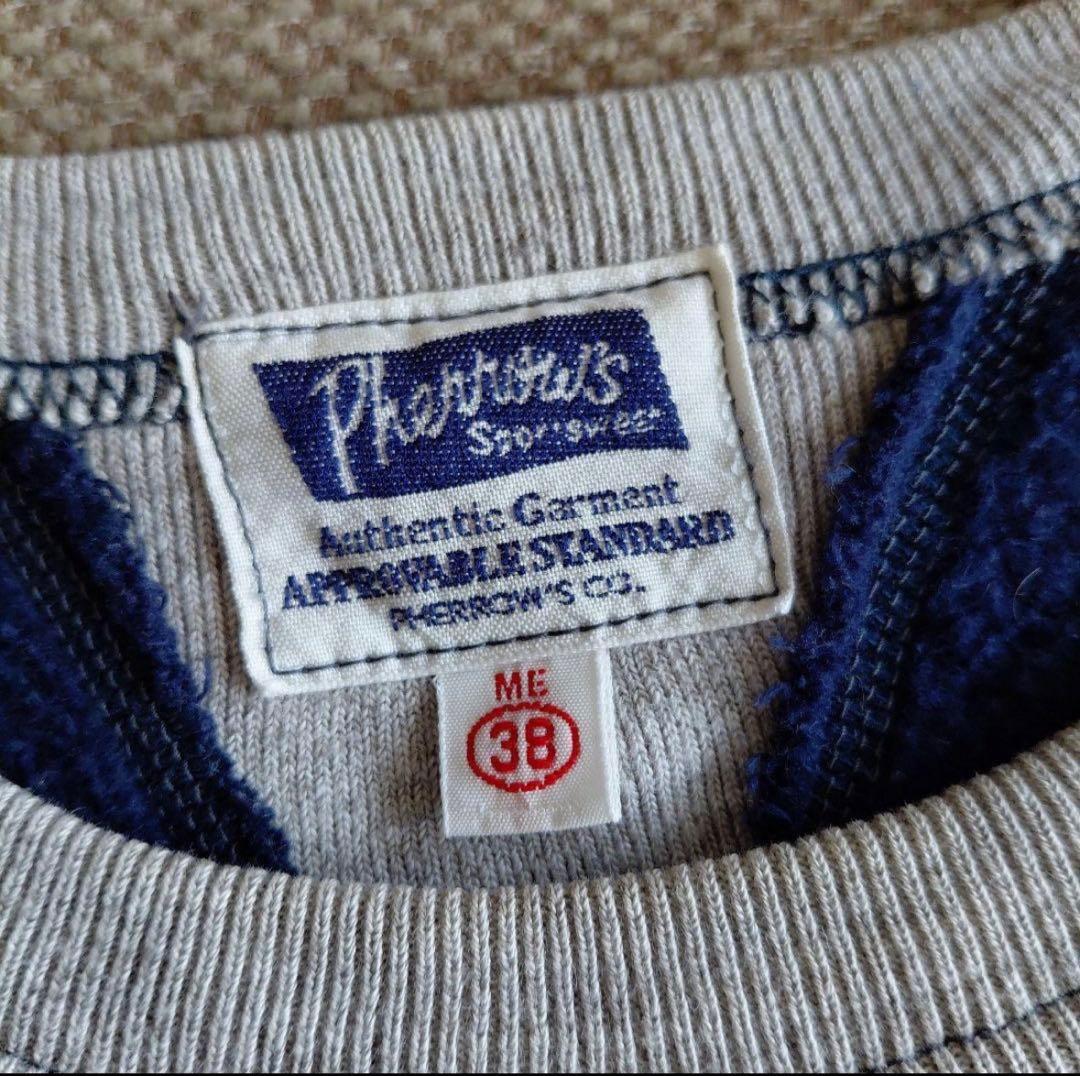 Pherrow's
Sportswear
Authentic Garment
APPROVABLE STANDARD
PHERROW'S CO.
ME
38